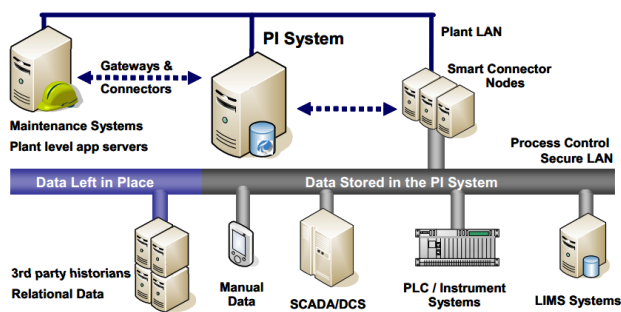 PI System
Plant LAN
Gateways &
Connectors
Smart Connector
Nodes
Maintenance Systems
Plant level app servers
Process Control
Secure LAN
Data Left in Place
Data Stored in the PI System
3rd party historians
Relational Data
Manual
Data
SCADA/DCS
PLC / Instrument
Systems
LIMS Systems